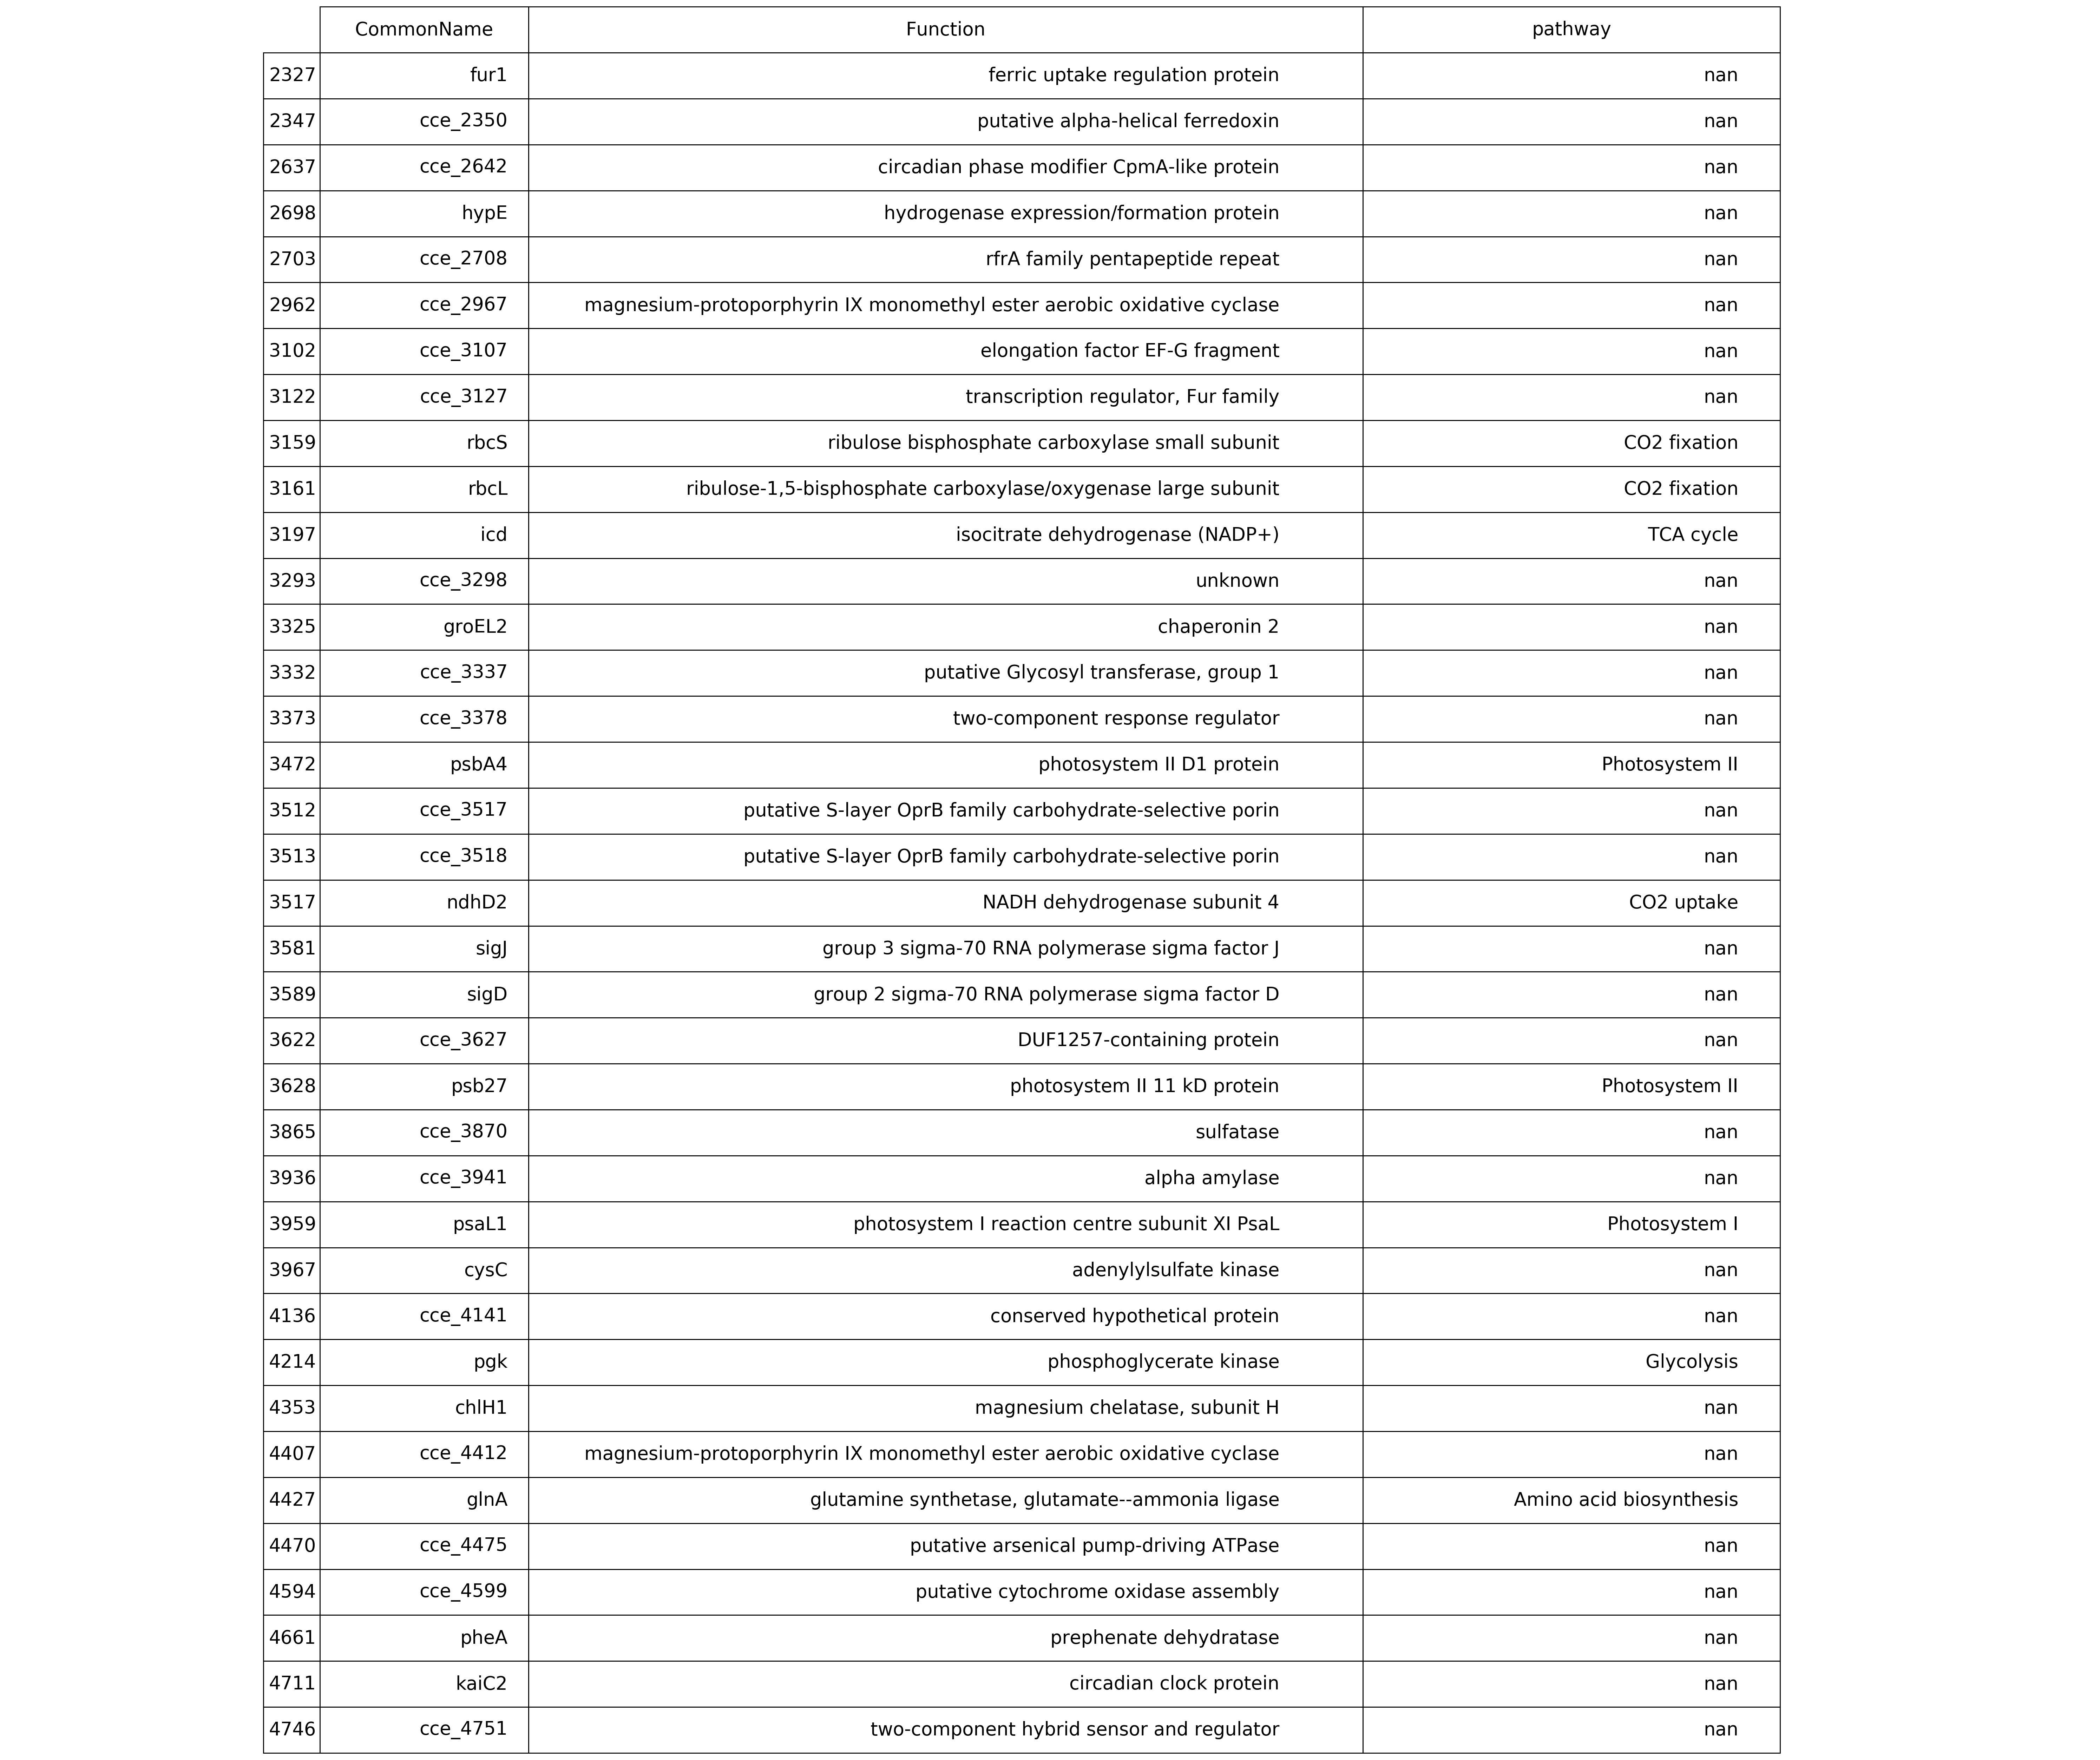 CommonName Function pathway
2327 fur1 ferric uptake regulation protein nan
2347 cce_2350 putative alpha-helical ferredoxin nan
2637 cce_2642 circadian phase modifier CpmA-like protein nan
2698 hypE hydrogenase expression/formation protein nan
2703 cce_2708 rfrA family pentapeptide repeat nan
2962 cce_2967 magnesium-protoporphyrin IX monomethyl ester aerobic oxidative cyclase nan
3102 cce_3107 elongation factor EF-G fragment nan
3122 cce_3127 transcription regulator, Fur family nan
3159 rbcS ribulose bisphosphate carboxylase small subunit CO2 fixation
3161 rbcL ribulose-1,5-bisphosphate carboxylase/oxygenase large subunit CO2 fixation
3197 icd isocitrate dehydrogenase (NADP+) TCA cycle
3293 cce_3298 unknown nan
3325 groEL2 chaperonin 2 nan
3332 cce_3337 putative Glycosyl transferase, group 1 nan
3373 cce_3378 two-component response regulator nan
3472 psbA4 photosystem II D1 protein Photosystem II
3512 cce_3517 putative S-layer OprB family carbohydrate-selective porin nan
3513 cce_3518 putative S-layer OprB family carbohydrate-selective porin nan
3517 ndhD2 NADH dehydrogenase subunit 4 CO2 uptake
3581 sigJ group 3 sigma-70 RNA polymerase sigma factor J nan
3589 sigD group 2 sigma-70 RNA polymerase sigma factor D nan
3622 cce_3627 DUF1257-containing protein nan
3628 psb27 photosystem II 11 kD protein Photosystem II
3865 cce_3870 sulfatase nan
3936 cce_3941 alpha amylase nan
3959 psaL1 photosystem I reaction centre subunit XI PsaL Photosystem I
3967 cysC adenylylsulfate kinase nan
4136 cce_4141 conserved hypothetical protein nan
4214 pgk phosphoglycerate kinase Glycolysis
4353 chlH1 magnesium chelatase, subunit H nan
4407 cce_4412 magnesium-protoporphyrin IX monomethyl ester aerobic oxidative cyclase nan
4427 glnA glutamine synthetase, glutamate--ammonia ligase Amino acid biosynthesis
4470 cce_4475 putative arsenical pump-driving ATPase nan
4594 cce_4599 putative cytochrome oxidase assembly nan
4661 pheA prephenate dehydratase nan
4711 kaiC2 circadian clock protein nan
4746 cce_4751 two-component hybrid sensor and regulator nan